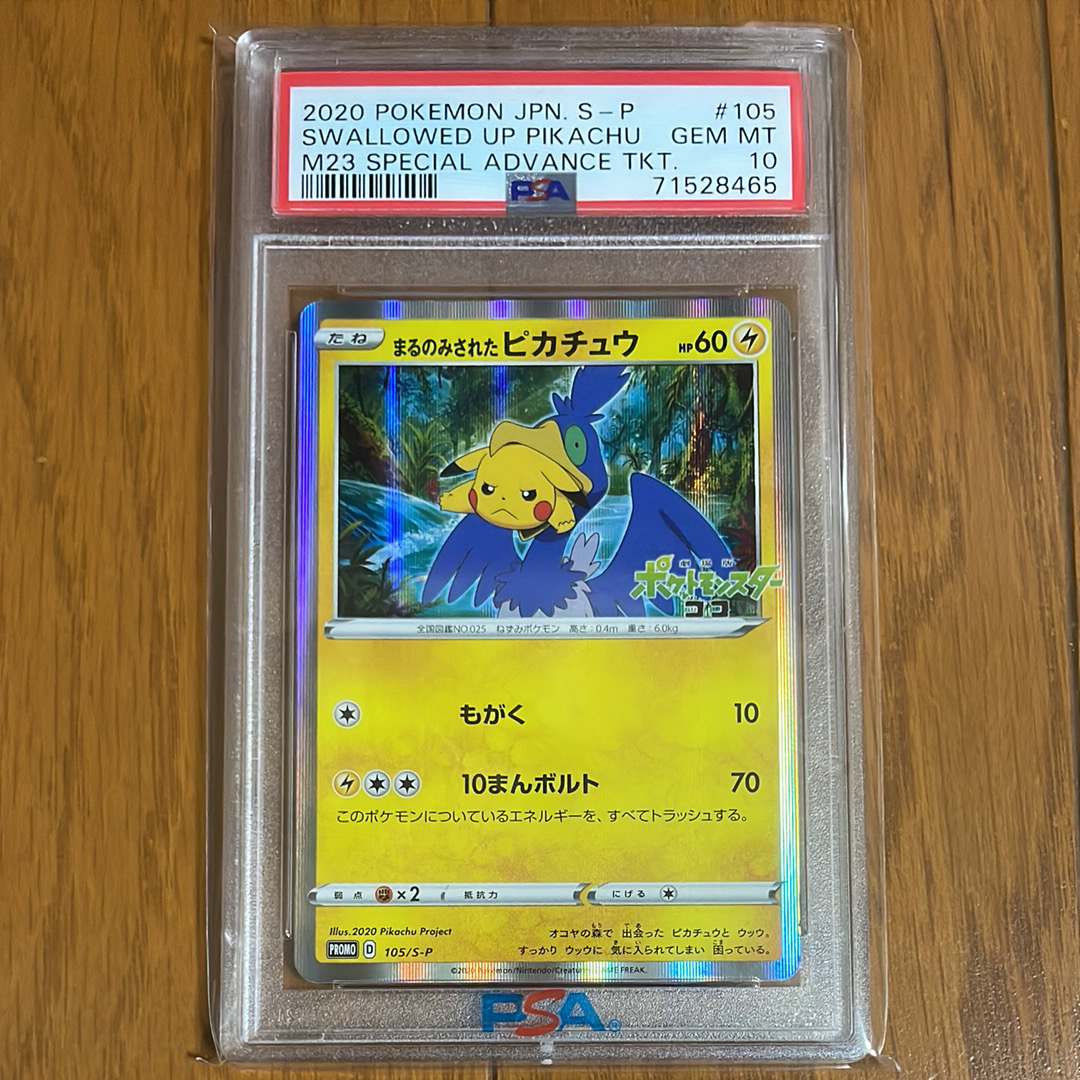 2020 POKEMON JPN. S-P #105
SWALLOWED UP PIKACHU GEM MT
M23 SPECIAL ADVANCE TKT. 10
PSA 71528465
たね まるのみされたピカチュウ HP60
ポケットモンスター
ココ
全国図鑑NO.025 ねずみポケモン 高さ:0.4m 重さ:6.0kg
もがく 10
10まんボルト 70
このポケモンについているエネルギーを、すべてトラッシュする。
弱点 ×2 抵抗力 にげる
Illus.2020 Pikachu Project
オコヤの森で出会ったピカチュウとウッウ。
PROMO D 105/S-P すっかりウッウに気に入られてしまい困っている。
©2020 Pokémon/Nintendo/Creatures/GAME FREAK.
PSA®